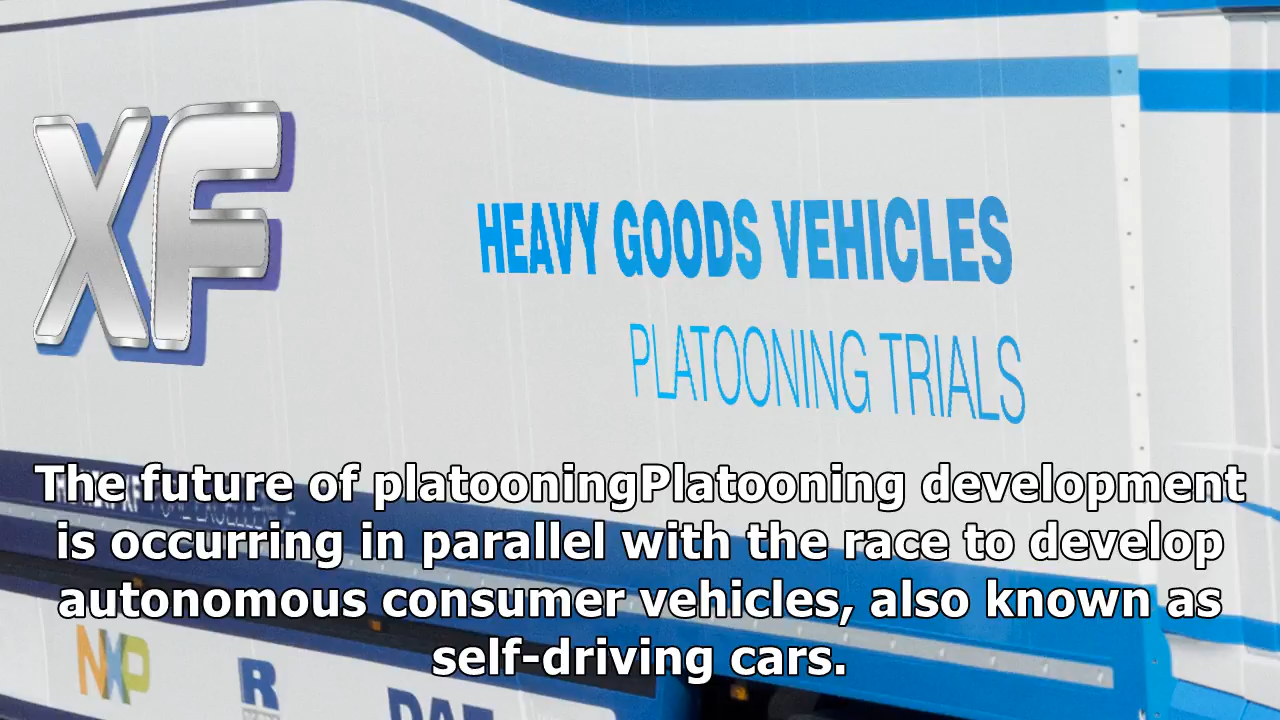 XF
HEAVY GOODS VEHICLES
PLATOONING TRIALS
The future of platooningPlatooning development
is occurring in parallel with the race to develop
autonomous consumer vehicles, also known as
self-driving cars.
NXP
R
DAF